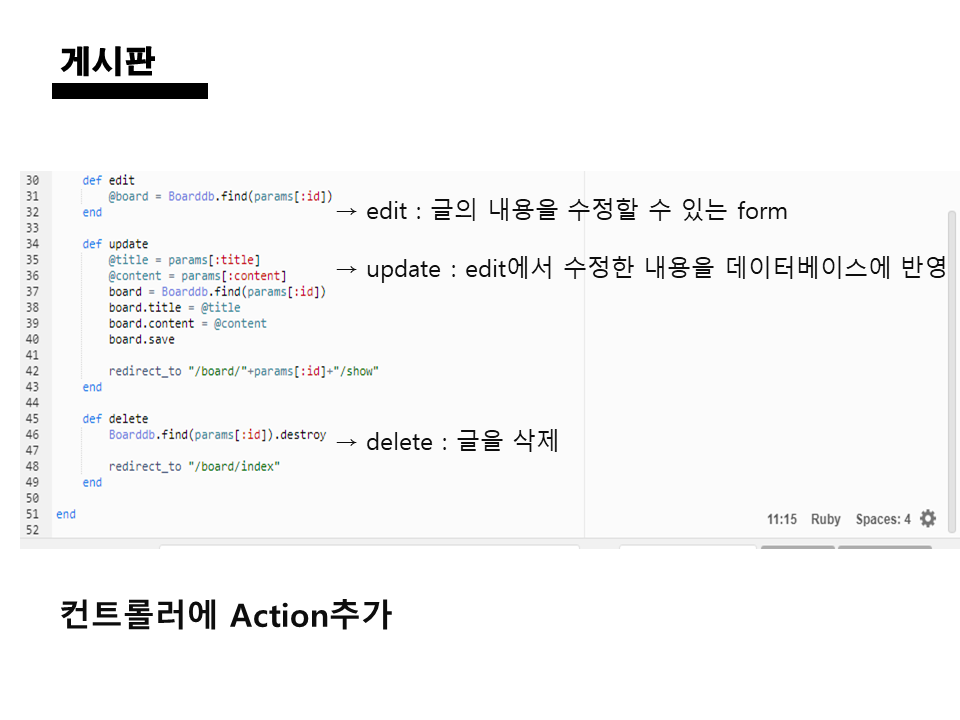 게시판
30 def edit
31 @board = Boarddb.find(params[:id])
32 end
→ edit : 글의 내용을 수정할 수 있는 form
33
34 def update
35 @title = params[:title]
36 @content = params[:content]
→ update : edit에서 수정한 내용을 데이터베이스에 반영
37 board = Boarddb.find(params[:id])
38 board.title = @title
39 board.content = @content
40 board.save
41
42 redirect_to "/board/"+params[:id]+"/show"
43 end
44
45 def delete
46 Boarddb.find(params[:id]).destroy
→ delete : 글을 삭제
47
48 redirect_to "/board/index"
49 end
50
51 end
52
11:15 Ruby Spaces: 4
컨트롤러에 Action추가